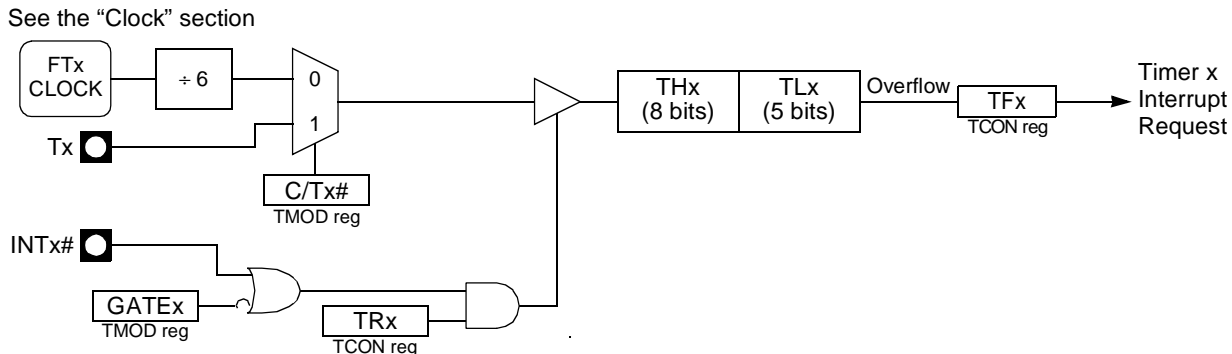 See the “Clock” section
FTx
CLOCK
÷ 6
0
1
Tx
C/Tx#
TMOD reg
THx
(8 bits)
TLx
(5 bits)
Overflow
TFx
TCON reg
Timer x
Interrupt
Request
INTx#
GATEx
TMOD reg
TRx
TCON reg